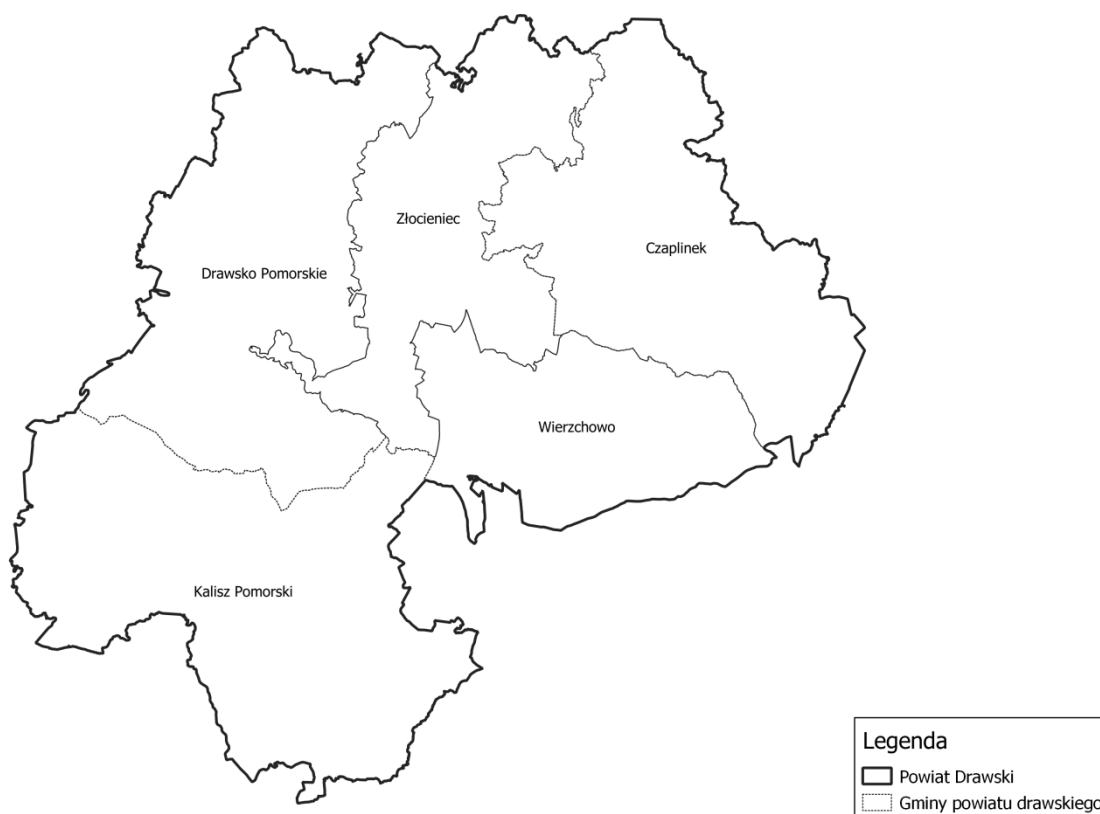 Złocieniec
Czaplinek
Drawsko Pomorskie
Wierzchowo
Kalisz Pomorski
Legenda
Powiat Drawski
Gminy powiatu drawskiego